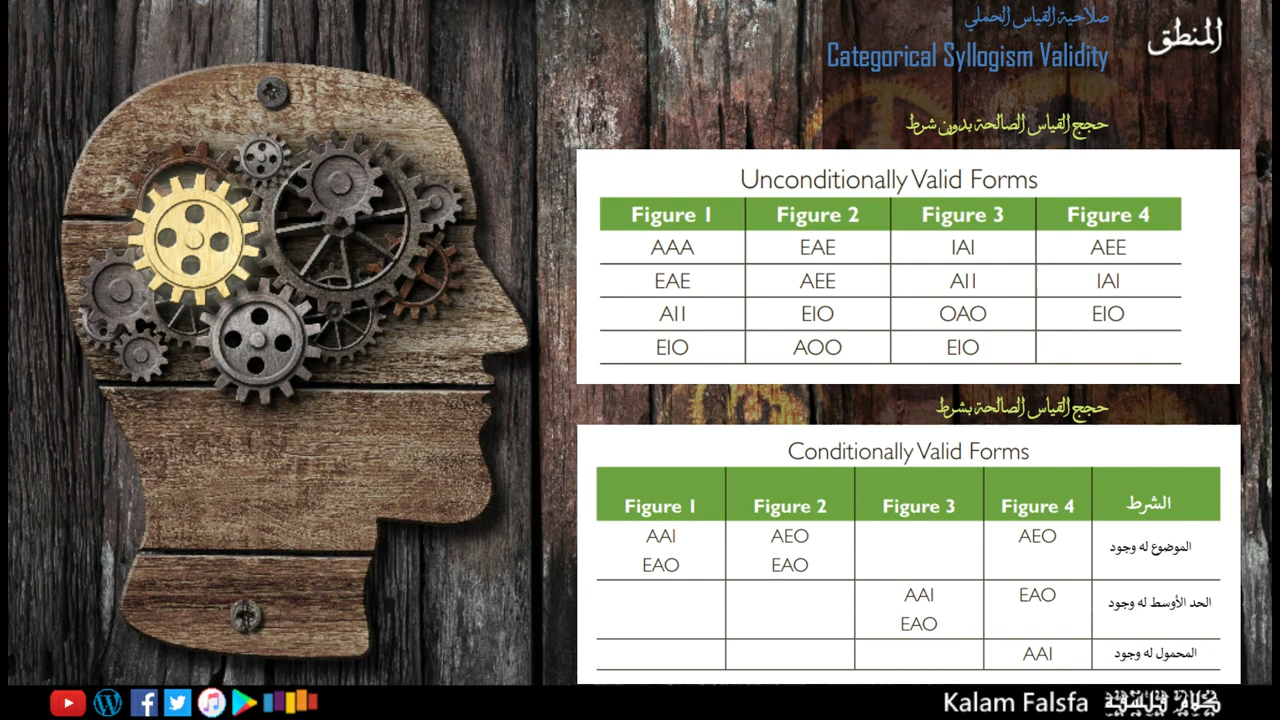 صلاحية القياس الحملي
المنطق
Categorical Syllogism Validity
حجج القياس الصالحة بدون شرط
Unconditionally Valid Forms
Figure 1 Figure 2 Figure 3 Figure 4
AAA EAE IAI AEE
EAE AEE AII IAI
AII EIO OAO EIO
EIO AOO EIO
حجج القياس الصالحة بشرط
Conditionally Valid Forms
Figure 1 Figure 2 Figure 3 Figure 4 الشرط
AAI AEO AEO الموضوع له وجود
EAO EAO
AAI EAO الحد الأوسط له وجود
EAO
AAI المحمول له وجود
Kalam Falsfa كلام فلسفة